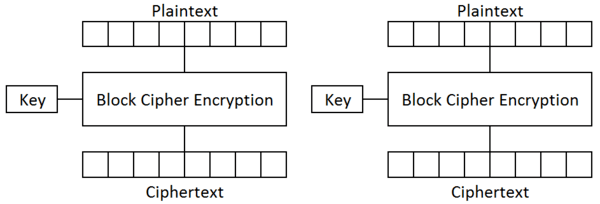 Plaintext
Plaintext
Key
Block Cipher Encryption
Key
Block Cipher Encryption
Ciphertext
Ciphertext